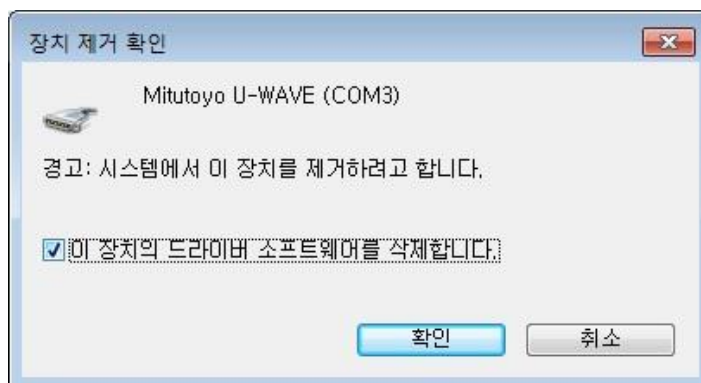 장치 제거 확인
Mitutoyo U-WAVE (COM3)
경고: 시스템에서 이 장치를 제거하려고 합니다.
이 장치의 드라이버 소프트웨어를 삭제합니다.
확인
취소